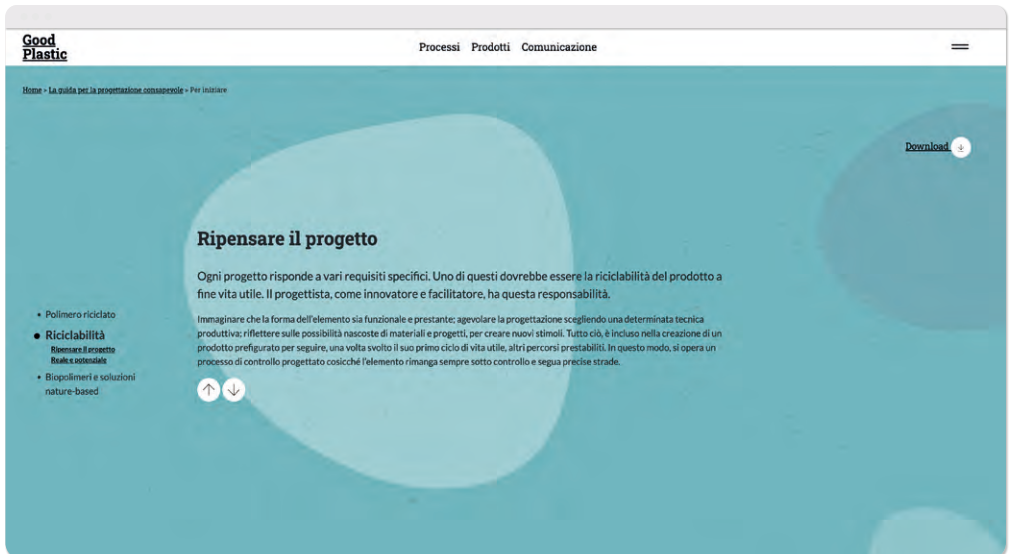 Good
Plastic
Processi Prodotti Comunicazione
Home » La guida per la progettazione consapevole » Per iniziare
Download
Ripensare il progetto
Ogni progetto risponde a vari requisiti specifici. Uno di questi dovrebbe essere la riciclabilità del prodotto a
fine vita utile. Il progettista, come innovatore e facilitatore, ha questa responsabilità.
Immaginare che la forma dell'elemento sia funzionale e prestante; agevolare la progettazione scegliendo una determinata tecnica
produttiva; riflettere sulle possibilità nascoste di materiali e progetti, per creare nuovi stimoli. Tutto ciò, è incluso nella creazione di un
prodotto prefigurato per seguire, una volta svolto il suo primo ciclo di vita utile, altri percorsi prestabiliti. In questo modo, si opera un
processo di controllo progettato cosicché l'elemento rimanga sempre sotto controllo e segua precise strade.
• Polimero riciclato
• Riciclabilità
Ripensare il progetto
Reale e potenziale
• Biopolimeri e soluzioni
nature-based